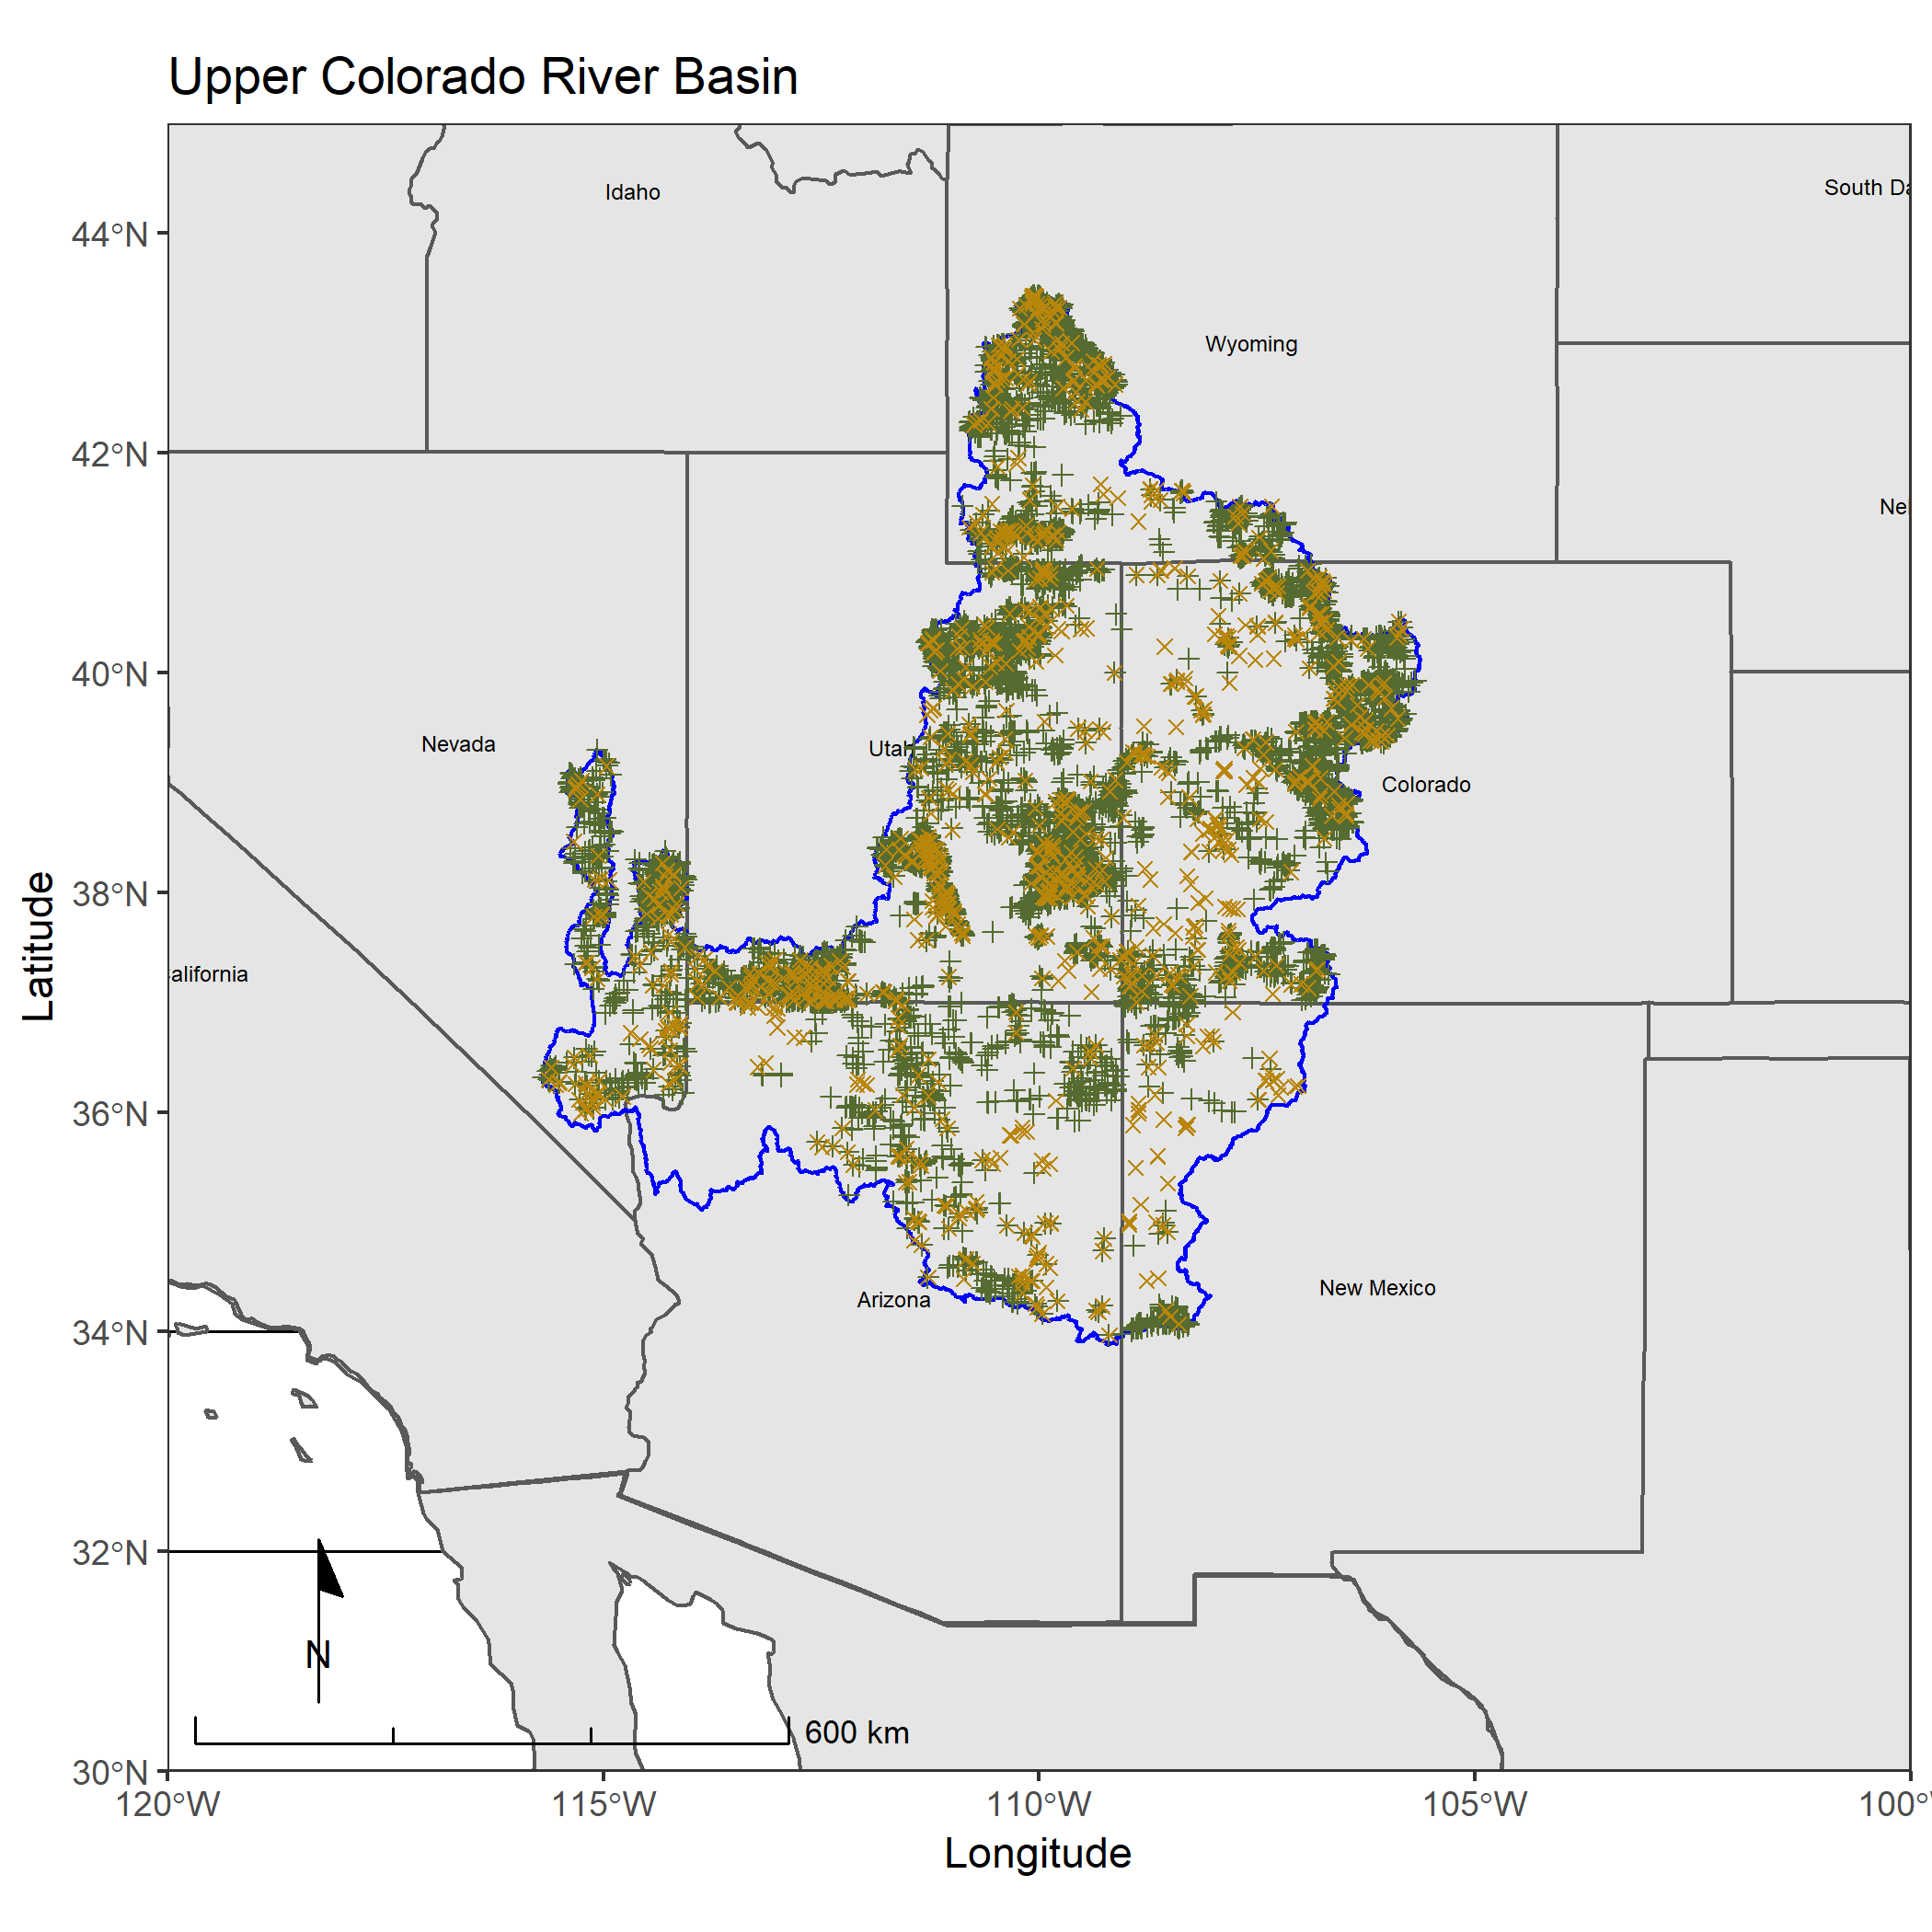 Upper Colorado River Basin
Idaho
South Da
44°N
Wyoming
42°N
Nel
40°N
Nevada
Utah
Colorado
38°N
alifornia
Latitude
36°N
Arizona
New Mexico
34°N
32°N
N
600 km
30°N
120°W
115°W
110°W
105°W
100°W
Longitude